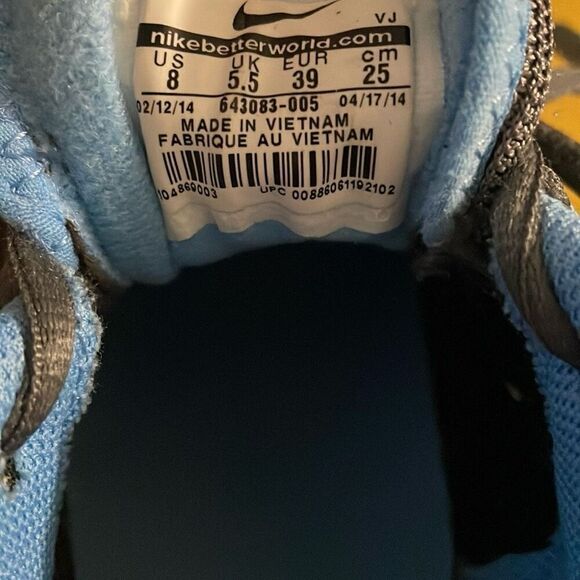 VJ
nikebetterworld.com
US UK EUR cm
8 5.5 39 25
02/12/14 643083-005 04/17/14
MADE IN VIETNAM
FABRIQUE AU VIETNAM
104869003 UPC 00886061192102